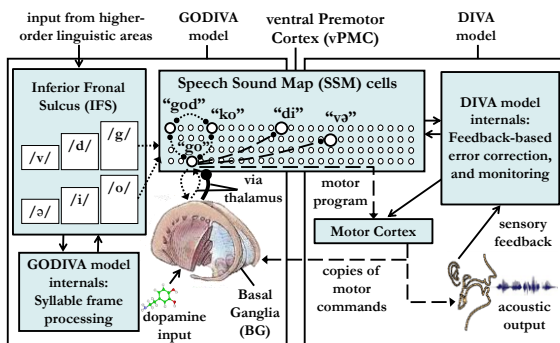 input from higher-
order linguistic areas
GODIVA
model
ventral Premotor
Cortex (vPMC)
DIVA
model
Inferior Fronal
Sulcus (IFS)
/v/ /d/ /g/
/ə/ /i/ /o/
GODIVA model
internals:
Syllable frame
processing
Speech Sound Map (SSM) cells
“god” “ko” “di” “və”
“go”
via
thalamus
dopamine
input
Basal
Ganglia
(BG)
motor
program
Motor Cortex
copies of
motor
commands
DIVA model
internals:
Feedback-based
error correction,
and monitoring
sensory
feedback
acoustic
output